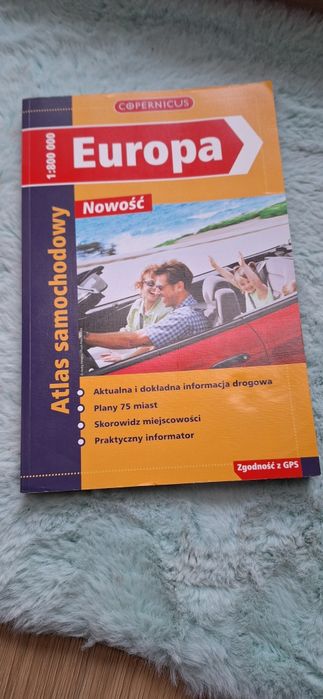 COPERNICUS
1:800 000
Europa
Nowość
Atlas samochodowy
Aktualna i dokładna informacja drogowa
Plany 75 miast
Skorowidz miejscowości
Praktyczny informator
Zgodność z GPS